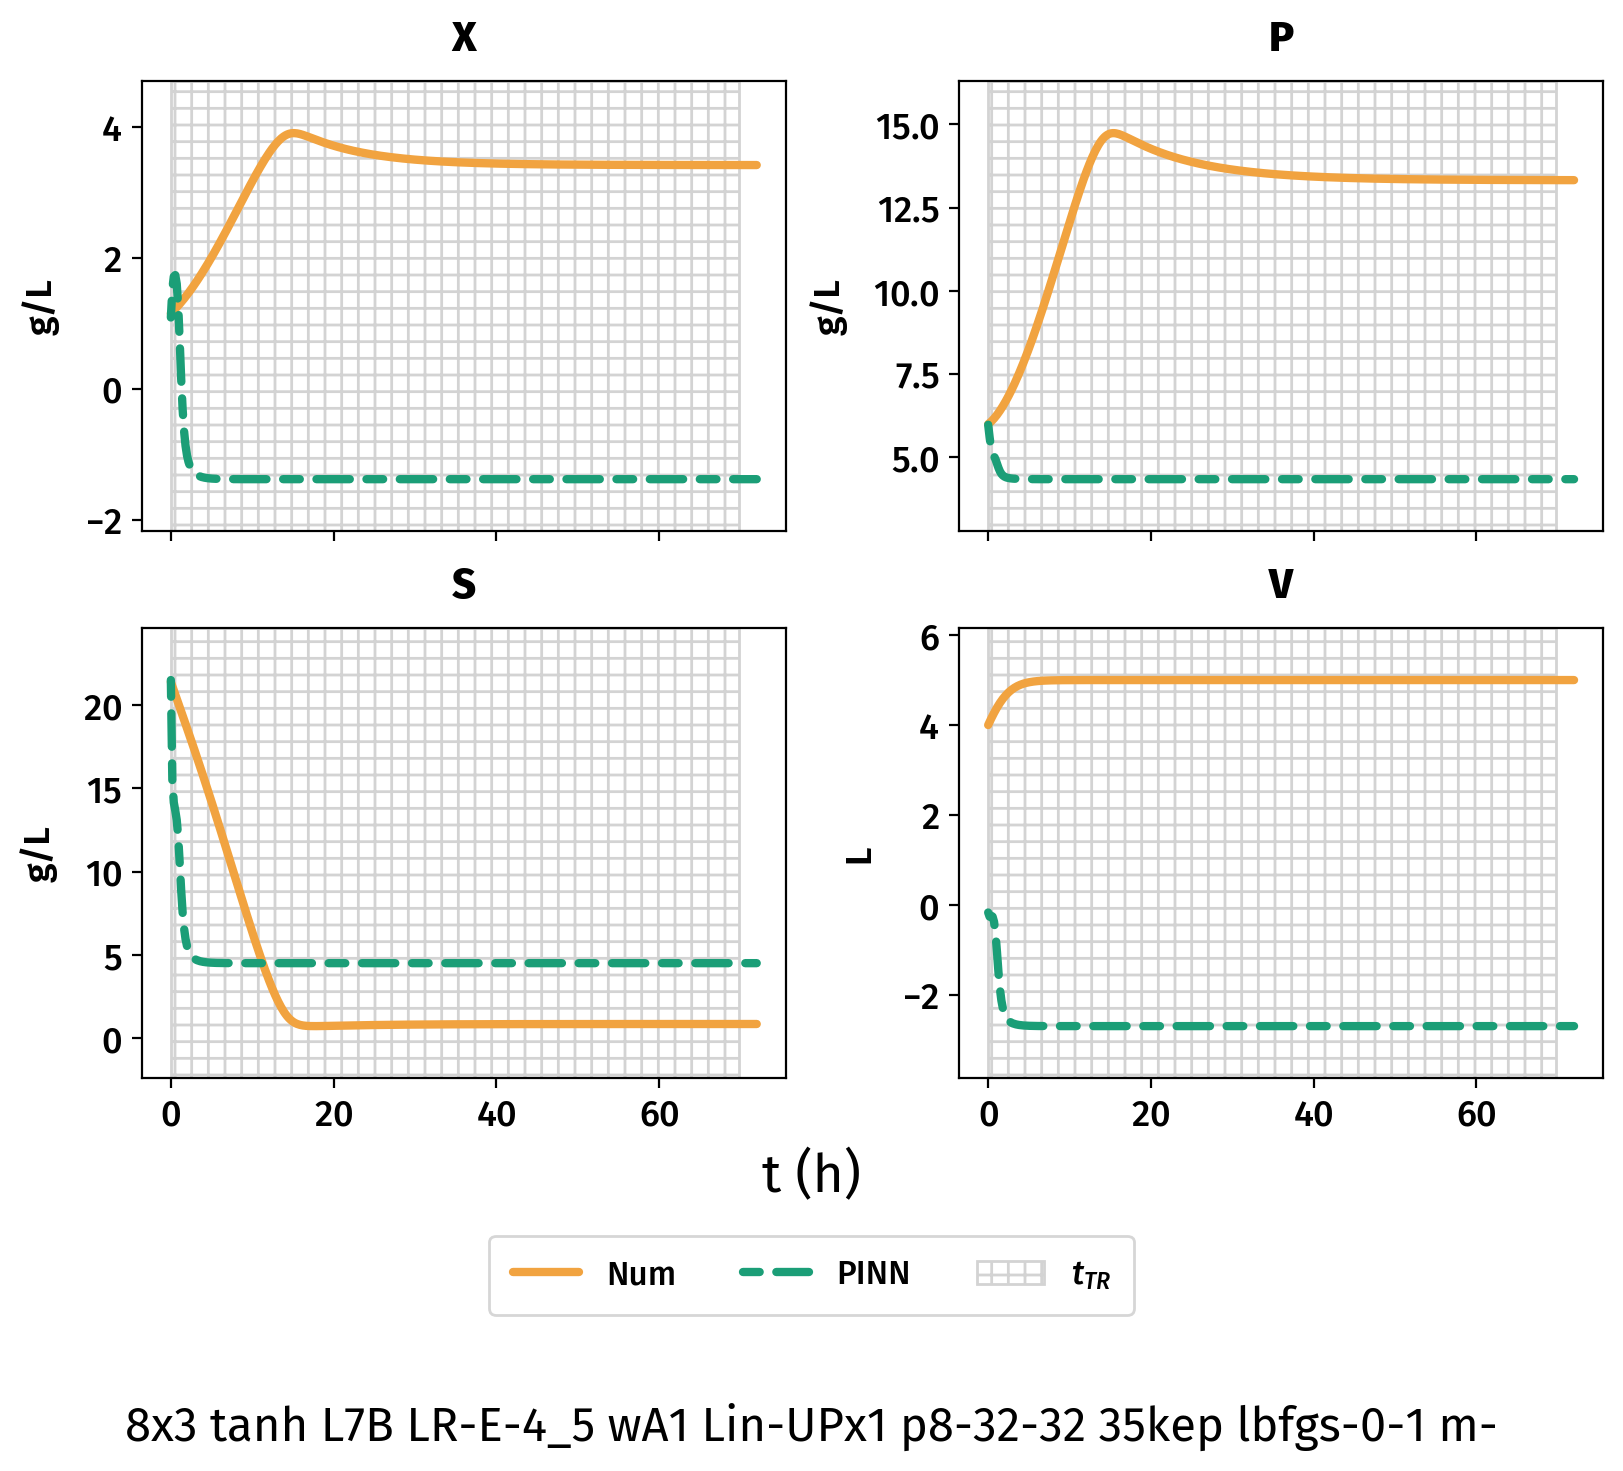 X
4
2
0
−2
g/L
P
15.0
12.5
10.0
7.5
5.0
g/L
S
20
15
10
5
0
g/L
0 20 40 60
V
6
4
2
0
−2
L
0 20 40 60
t (h)
Num PINN t_TR
8x3 tanh L7B LR-E-4_5 wA1 Lin-UPx1 p8-32-32 35kep lbfgs-0-1 m-